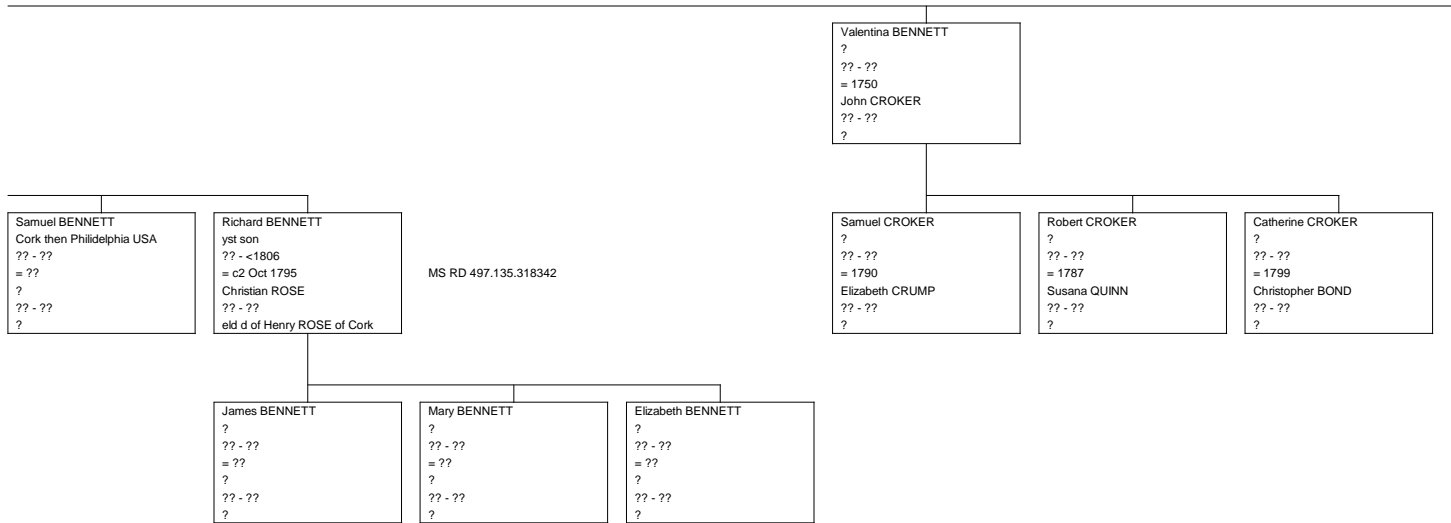 Valentina BENNETT
?
?? - ??
= 1750
John CROKER
?? - ??
?
Samuel BENNETT
Cork then Philidelphia USA
?? - ??
= ??
?
?? - ??
?
Richard BENNETT
yst son
?? - <1806
= c2 Oct 1795
Christian ROSE
?? - ??
eld d of Henry ROSE of Cork
MS RD 497.135.318342
Samuel CROKER
?
?? - ??
= 1790
Elizabeth CRUMP
?? - ??
?
Robert CROKER
?
?? - ??
= 1787
Susana QUINN
?? - ??
?
Catherine CROKER
?
?? - ??
= 1799
Christopher BOND
?? - ??
?
James BENNETT
?
?? - ??
= ??
?
?? - ??
?
Mary BENNETT
?
?? - ??
= ??
?
?? - ??
?
Elizabeth BENNETT
?
?? - ??
= ??
?
?? - ??
?